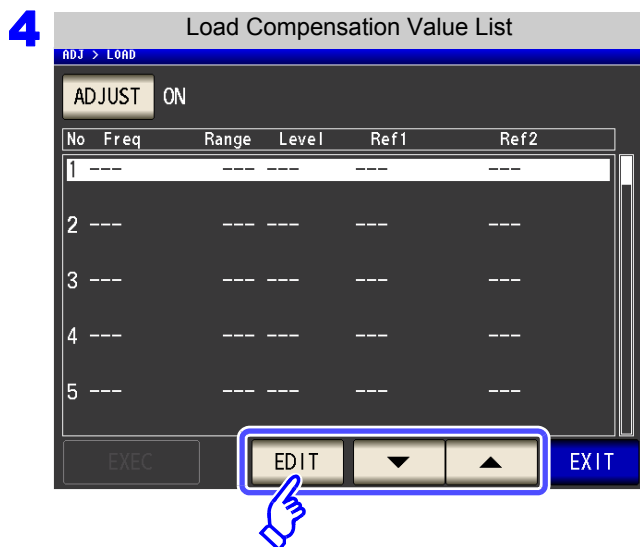 4
Load Compensation Value List
ADJ > LOAD
ADJUST ON
No Freq Range Level Ref1 Ref2
1 --- --- --- --- ---
2 --- --- --- --- ---
3 --- --- --- --- ---
4 --- --- --- --- ---
5 --- --- --- --- ---
EXEC EDIT ▼ ▲ EXIT